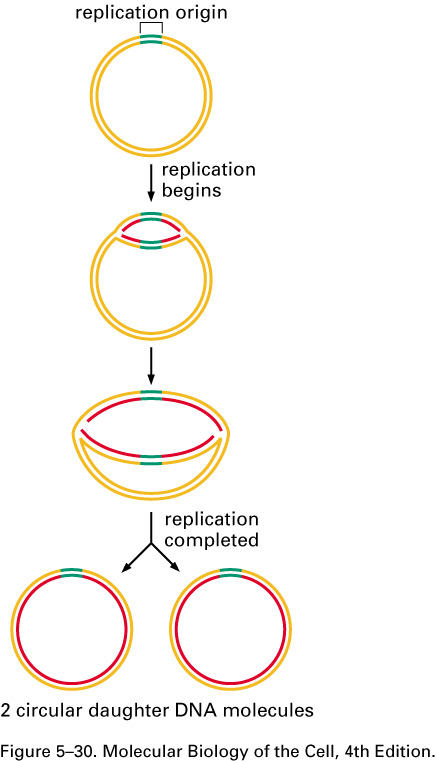 replication origin
replication
begins
replication
completed
2 circular daughter DNA molecules
Figure 5–30. Molecular Biology of the Cell, 4th Edition.